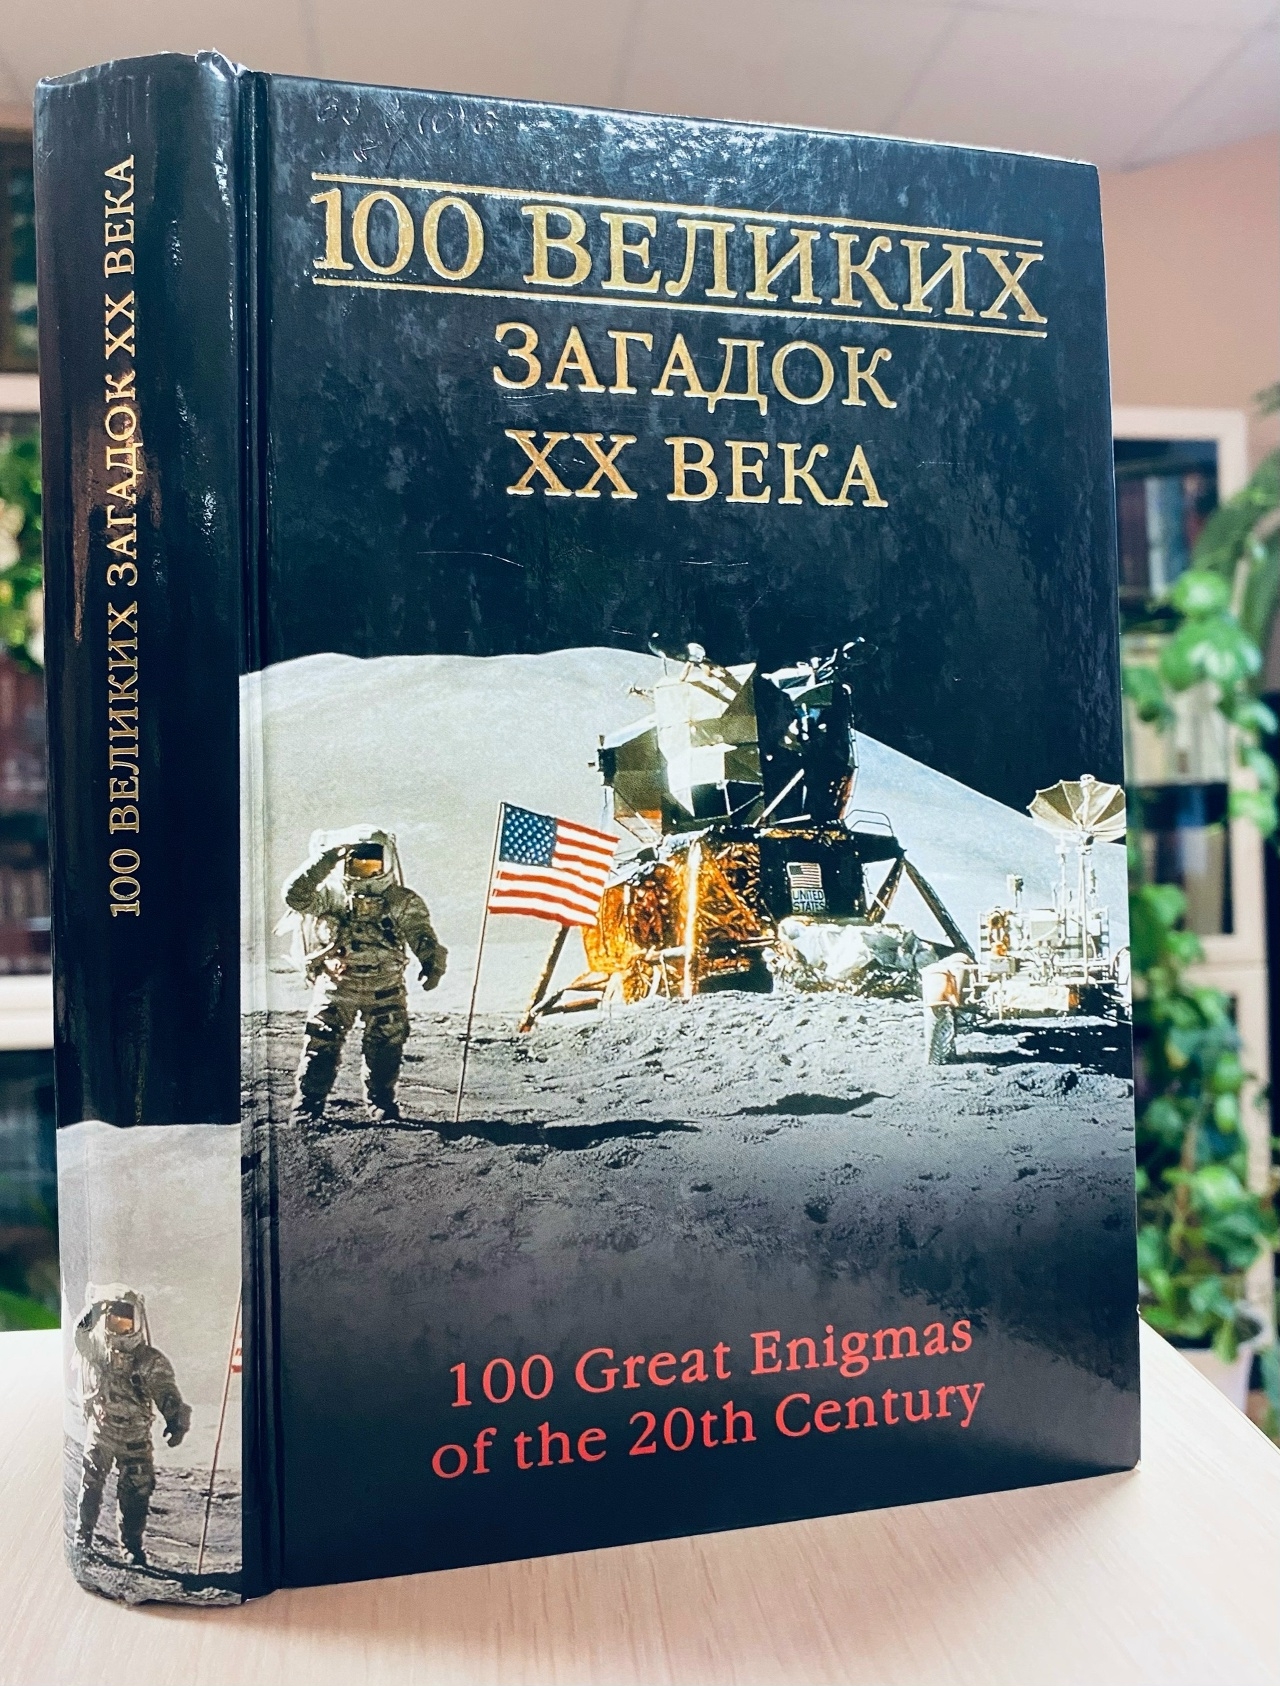 100 ВЕЛИКИХ ЗАГАДОК XX ВЕКА
100 ВЕЛИКИХ
ЗАГАДОК
XX ВЕКА
UNITED
STATES
100 Great Enigmas
of the 20th Century